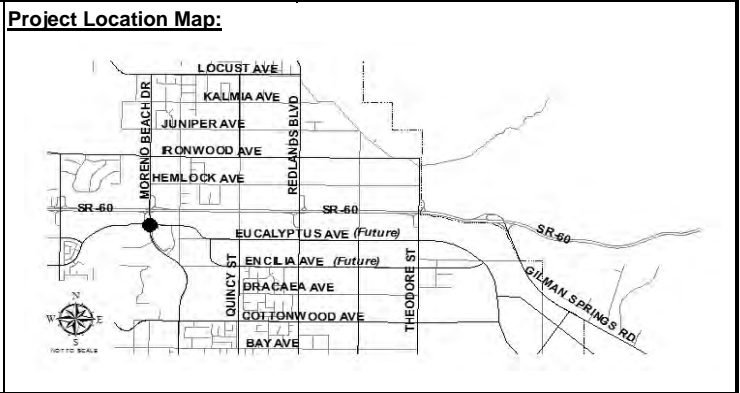 Project Location Map:
LOCUST AVE
KALMIA AVE
JUNIPER AVE
IRONWOOD AVE
HEMLOCK AVE
MORENO BEACH DR
REDLANDS BLVD
SR-60
SR-60
SR-60
EUCALYPTUS AVE (Future)
ENCILIA AVE (Future)
QUINCY ST
DRACAEA AVE
THEODORE ST
GILMAN SPRINGS RD
COTTONWOOD AVE
BAY AVE
N
W E
S
NOT TO SCALE